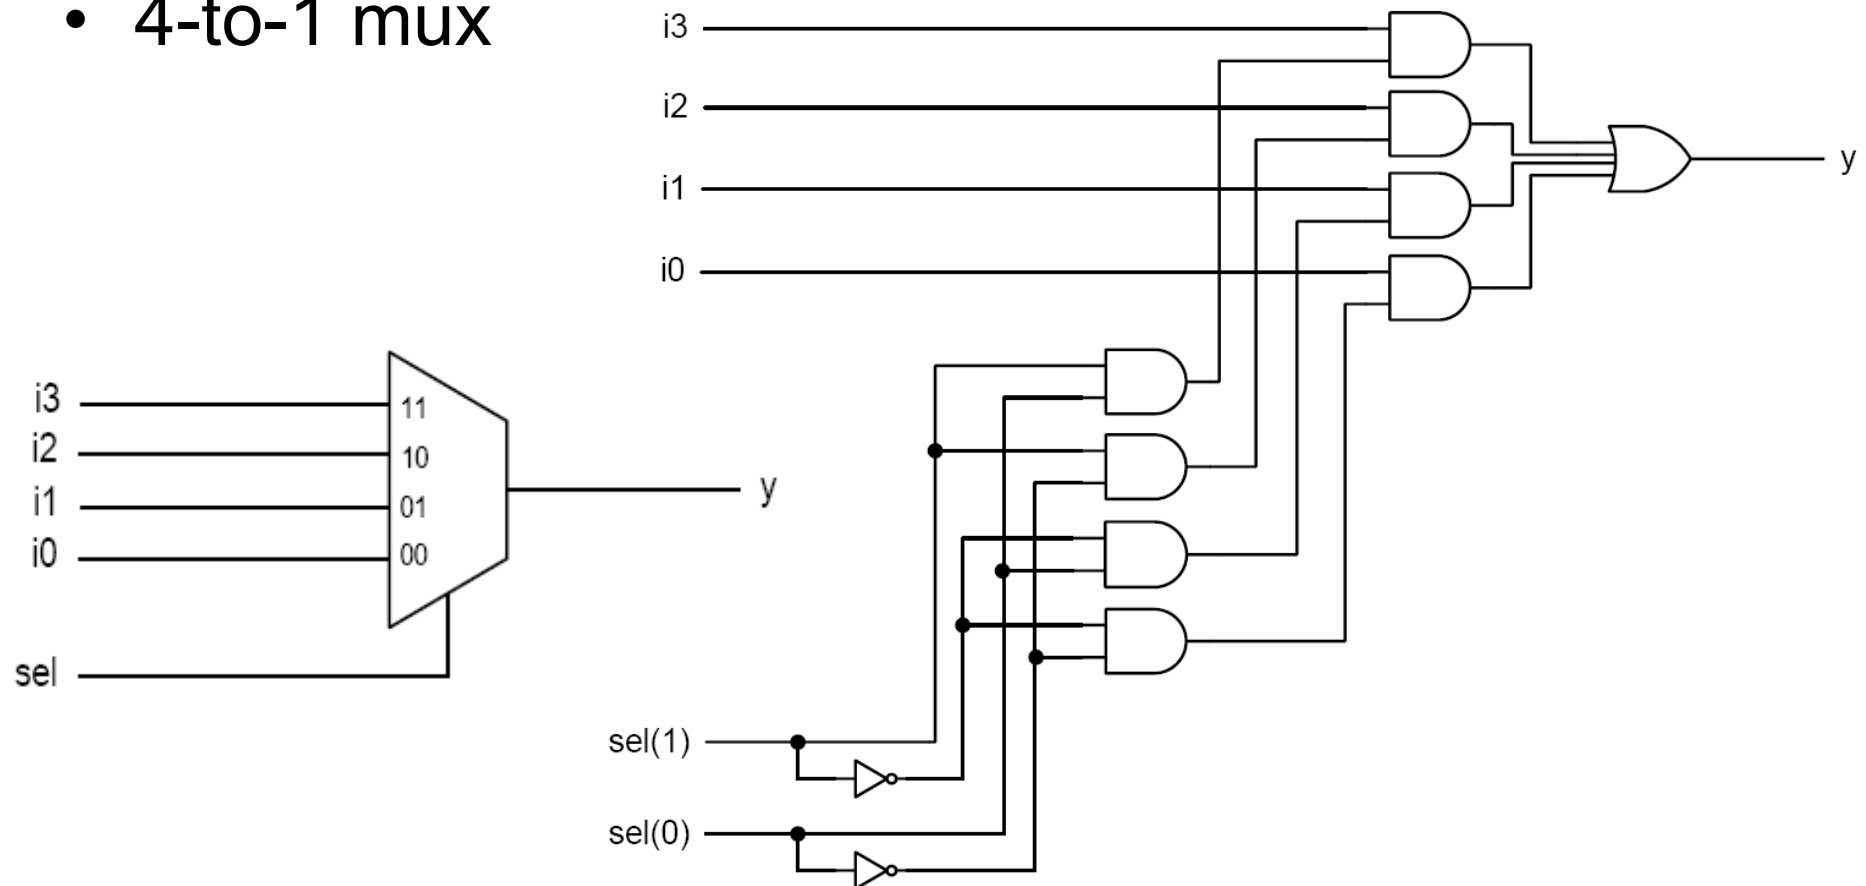 • 4-to-1 mux
i3
i2
i1
i0
y
i3
11
i2
10
i1
01
i0
00
y
sel
sel(1)
sel(0)